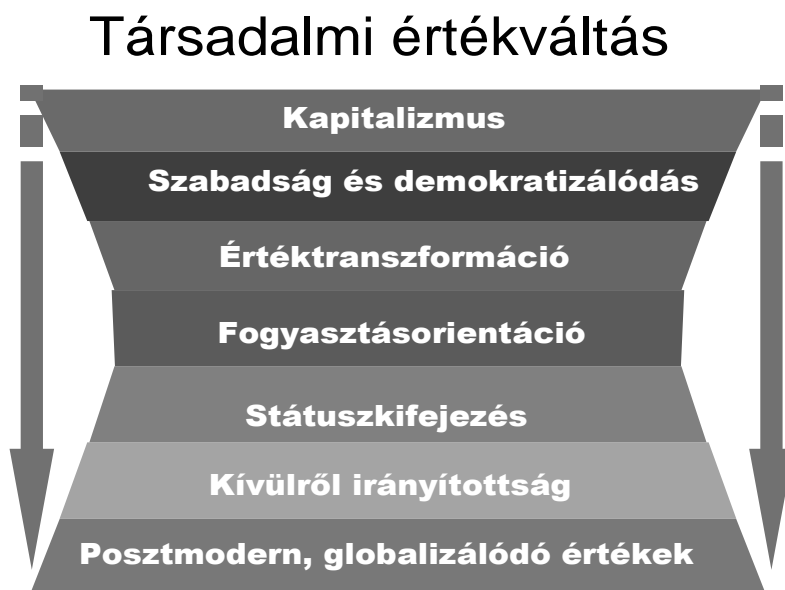 Társadalmi értékváltás
Kapitalizmus
Szabadság és demokratizálódás
Értéktranszformáció
Fogyasztásorientáció
Státuszkifejezés
Kívülről irányítottság
Posztmodern, globalizálódó értékek